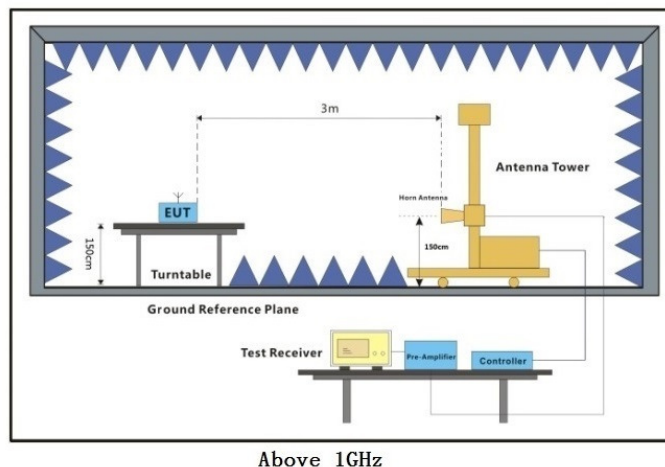 3m
Antenna Tower
Horn Antenna
EUT
150cm
150cm
Turntable
Ground Reference Plane
Test Receiver
Pre-Amplifier
Controller
Above 1GHz